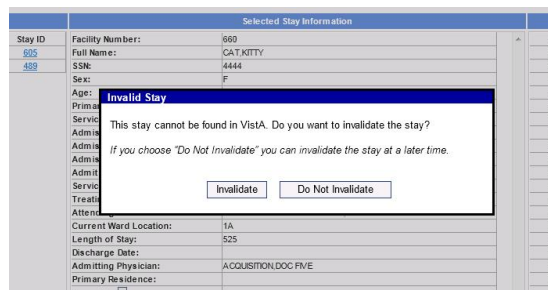 Selected Stay Information
Stay ID
Facility Number: 660
605
Full Name: CAT,KITTY
489
SSN: 4444
Sex: F
Age:
Invalid Stay
This stay cannot be found in VistA. Do you want to invalidate the stay?
If you choose "Do Not Invalidate" you can invalidate the stay at a later time.
Invalidate Do Not Invalidate
Current Ward Location: 1A
Length of Stay: 525
Discharge Date:
Admitting Physician: ACQUISITION,DOC FIVE
Primary Residence: